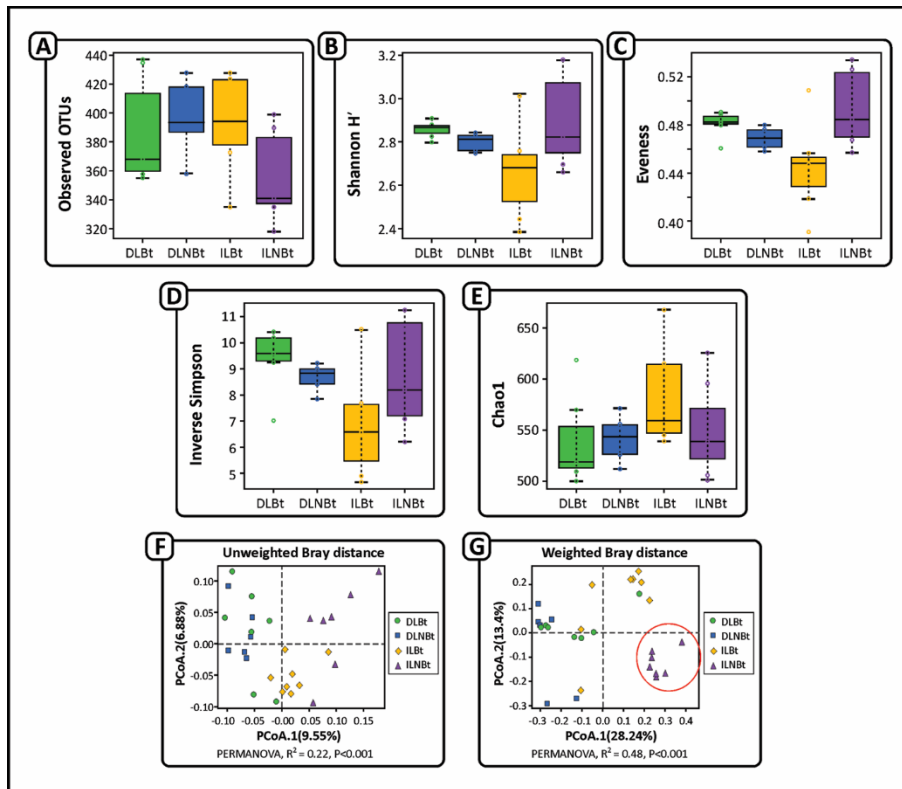 A
Observed OTUs
440
420
400
380
360
340
320
DLBt DLNBt ILBt ILNBt
B
Shannon H′
3.2
3.0
2.8
2.6
2.4
DLBt DLNBt ILBt ILNBt
C
Eveness
0.52
0.48
0.44
0.40
DLBt DLNBt ILBt ILNBt
D
Inverse Simpson
11
10
9
8
7
6
5
DLBt DLNBt ILBt ILNBt
E
Chao1
650
600
550
500
DLBt DLNBt ILBt ILNBt
F
Unweighted Bray distance
PCoA.2(6.88%)
0.10
0.05
0.00
-0.05
-0.10
-0.10 -0.05 -0.00 0.05 0.10 0.15
PCoA.1(9.55%)
DLBt
DLNBt
ILBt
ILNBt
PERMANOVA, R² = 0.22, P<0.001
G
Weighted Bray distance
PCoA.2(13.4%)
0.2
0.1
0.0
-0.1
-0.2
-0.3
-0.3 -0.2 -0.1 0.0 0.1 0.2 0.3 0.4
PCoA.1(28.24%)
DLBt
DLNBt
ILBt
ILNBt
PERMANOVA, R² = 0.48, P<0.001